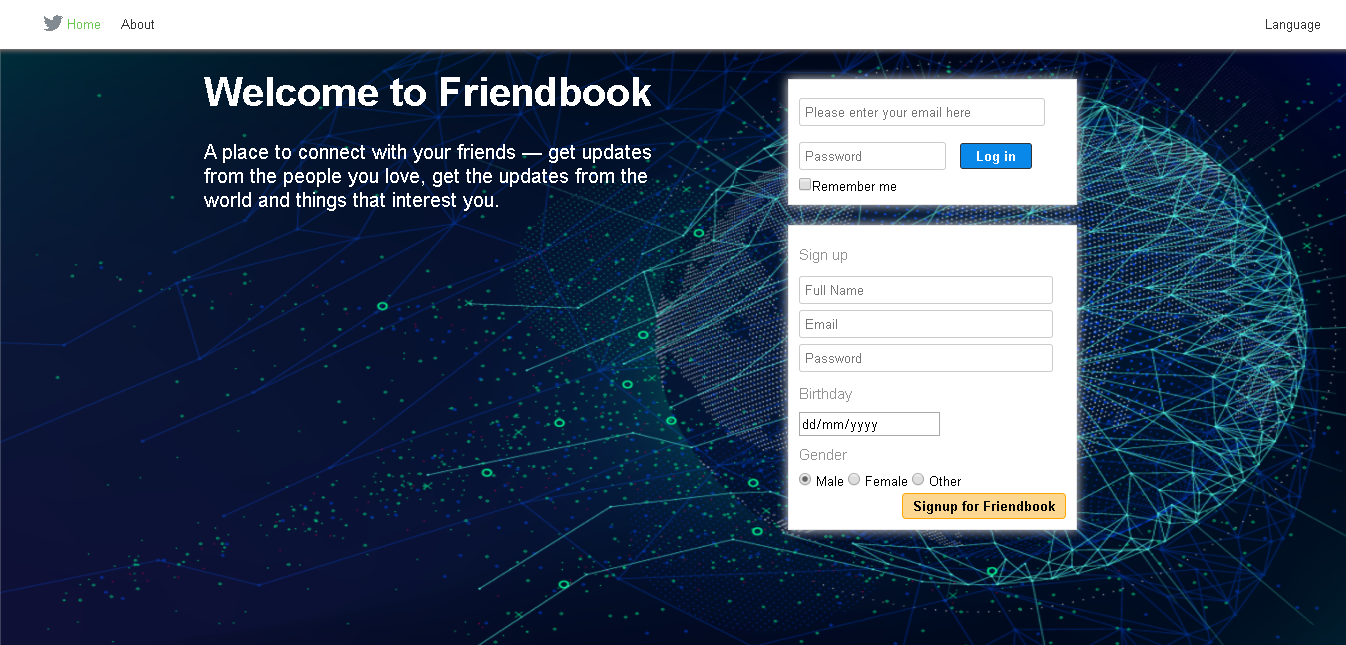 Home About Language
Welcome to Friendbook
A place to connect with your friends — get updates
from the people you love, get the updates from the
world and things that interest you.
Please enter your email here
Password Log in
Remember me
Sign up
Full Name
Email
Password
Birthday
dd/mm/yyyy
Gender
Male Female Other
Signup for Friendbook